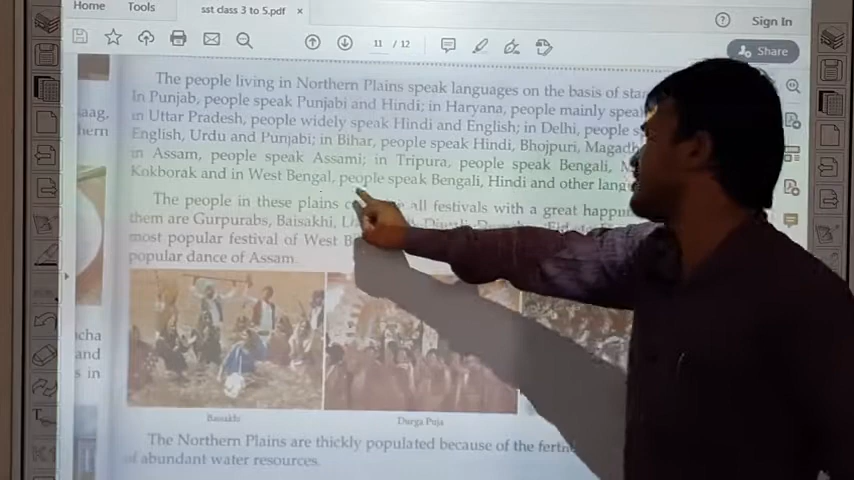 Home Tools sst class 3 to 5.pdf ×
Sign In
11 / 12
Share
The people living in Northern Plains speak languages on the basis of
In Punjab, people speak Punjabi and Hindi; in Haryana, people mainly
in Uttar Pradesh, people widely speak Hindi and English; in Delhi, people
English, Urdu and Punjabi; in Bihar, people speak Hindi, Bhojpuri,
in Assam, people speak Assami; in Tripura, people speak Bengali,
Kokborak and in West Bengal, people speak Bengali, Hindi and other
The people in these plains all festivals with a great
them are Gurpurabs, Baisakhi,
most popular festival of West
popular dance of Assam.
and
s in
Baisakhi
Durga Puja
The Northern Plains are thickly populated because of the
of abundant water resources.